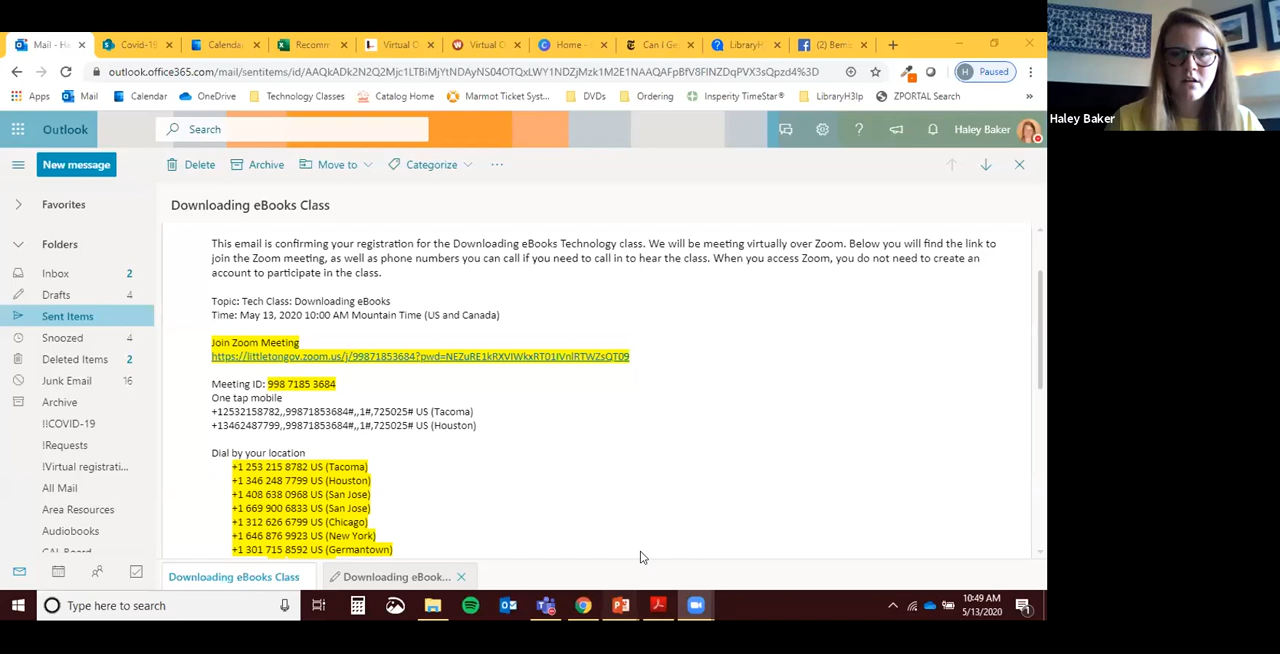 Mail - Ha
Covid-19
Calenda
Recomm
Virtual O
Virtual C
Home -
Can I Ge
LibraryH
(2) Bem
outlook.office365.com/mail/sentitems/id/
Paused
Apps
Mail
Calendar
OneDrive
Technology Classes
Catalog Home
Marmot Ticket Syst...
DVDs
Ordering
Insperity TimeStar®
LibraryH3lp
ZPORTAL Search
»
Haley Baker
Outlook
Search
Haley Baker
New message
Delete
Archive
Move to
Categorize
...
Favorites
Folders
Inbox 2
Drafts 4
Sent Items
Snoozed 4
Deleted Items 2
Junk Email 16
Archive
!!COVID-19
!Requests
!Virtual registrati...
All Mail
Area Resources
Audiobooks
CAL Board
Downloading eBooks Class
This email is confirming your registration for the Downloading eBooks Technology class. We will be meeting virtually over Zoom. Below you will find the link to
join the Zoom meeting, as well as phone numbers you can call if you need to call in to hear the class. When you access Zoom, you do not need to create an
account to participate in the class.
Topic: Tech Class: Downloading eBooks
Time: May 13, 2020 10:00 AM Mountain Time (US and Canada)
Join Zoom Meeting
https://littletongov.zoom.us/j/99871853684?pwd=NEZuRE1kRXVIWkxRT01IVnlRTWZsQT09
Meeting ID: 998 7185 3684
One tap mobile
+12532158782,,99871853684#,,1#,725025# US (Tacoma)
+13462487799,,99871853684#,,1#,725025# US (Houston)
Dial by your location
+1 253 215 8782 US (Tacoma)
+1 346 248 7799 US (Houston)
+1 408 638 0968 US (San Jose)
+1 669 900 6833 US (San Jose)
+1 312 626 6799 US (Chicago)
+1 646 876 9923 US (New York)
+1 301 715 8592 US (Germantown)
Downloading eBooks Class
Downloading eBook...
Type here to search
10:49 AM
5/13/2020